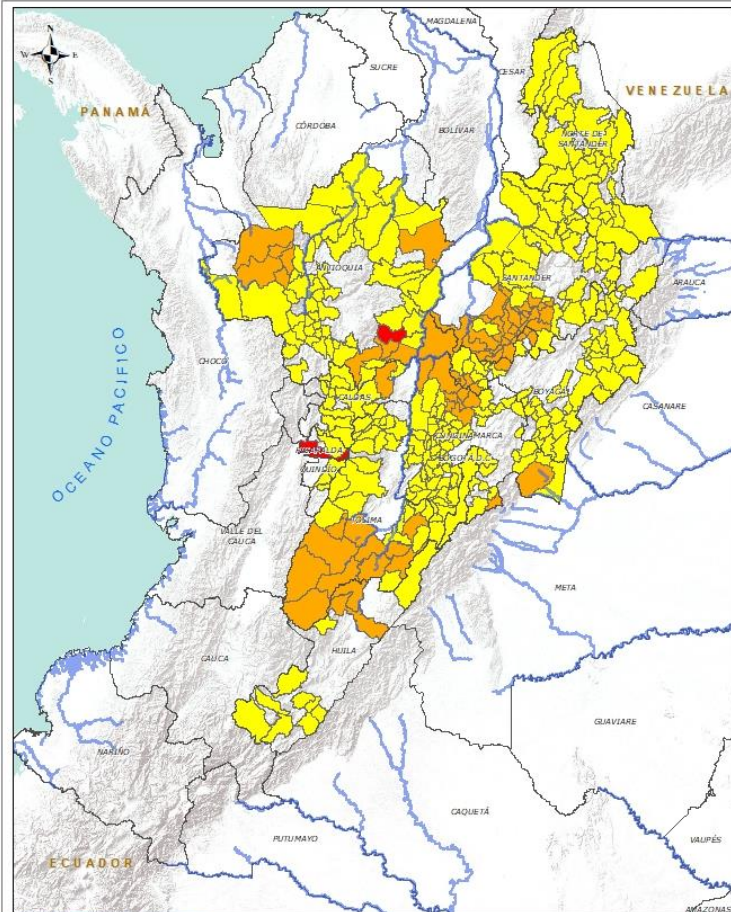 MAGDALENA
N
W
E
S
SUCRE
CESAR
VENEZUELA
PANAMÁ
CÓRDOBA
BOLÍVAR
NORTE DE
SANTANDER
ANTIOQUIA
SANTANDER
ARAUCA
CHOCÓ
OCEANO PACIFICO
CALDAS
BOYACÁ
CASANARE
CUNDINAMARCA
RISARALDA
BOGOTÁ, D.C.
QUINDÍO
TOLIMA
VALLE DEL
CAUCA
META
CAUCA
HUILA
GUAVIARE
NARIÑO
CAQUETÁ
PUTUMAYO
VAUPÉS
ECUADOR
AMAZONAS